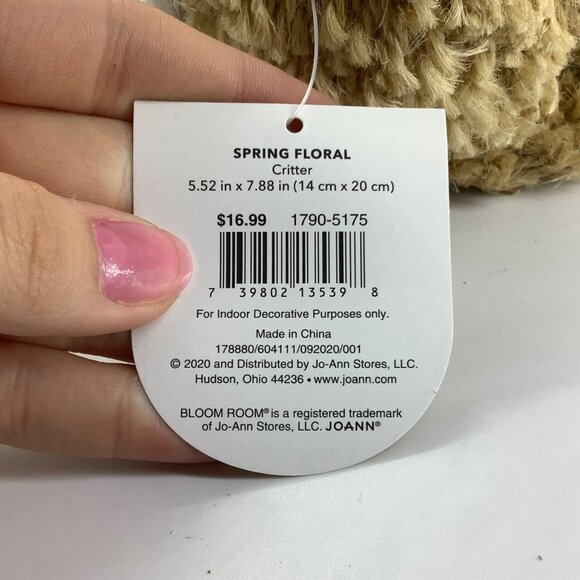 SPRING FLORAL
Critter
5.52 in x 7.88 in (14 cm x 20 cm)
$16.99 1790-5175
7 39802 13539 8
For Indoor Decorative Purposes only.
Made in China
178880/604111/092020/001
© 2020 and Distributed by Jo-Ann Stores, LLC.
Hudson, Ohio 44236 • www.joann.com
BLOOM ROOM® is a registered trademark
of Jo-Ann Stores, LLC. JOANN®